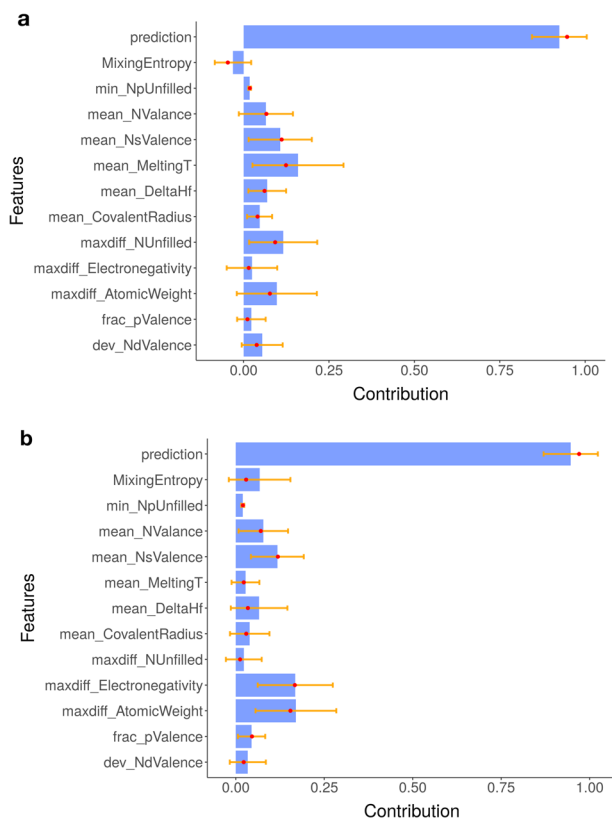 a
prediction
MixingEntropy
min_NpUnfilled
mean_NValance
mean_NsValence
mean_MeltingT
mean_DeltaHf
mean_CovalentRadius
maxdiff_NUnfilled
maxdiff_Electronegativity
maxdiff_AtomicWeight
frac_pValence
dev_NdValence
Features
0.00 0.25 0.50 0.75 1.00
Contribution
b
prediction
MixingEntropy
min_NpUnfilled
mean_NValance
mean_NsValence
mean_MeltingT
mean_DeltaHf
mean_CovalentRadius
maxdiff_NUnfilled
maxdiff_Electronegativity
maxdiff_AtomicWeight
frac_pValence
dev_NdValence
Features
0.00 0.25 0.50 0.75 1.00
Contribution